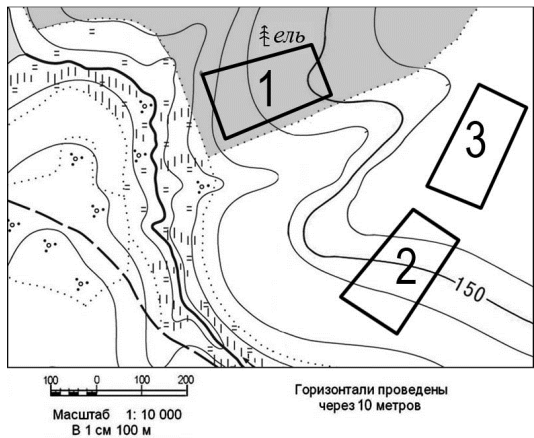 ель
1
3
2
150
100 0 100 200
Масштаб 1: 10 000
В 1 см 100 м
Горизонтали проведены
через 10 метров